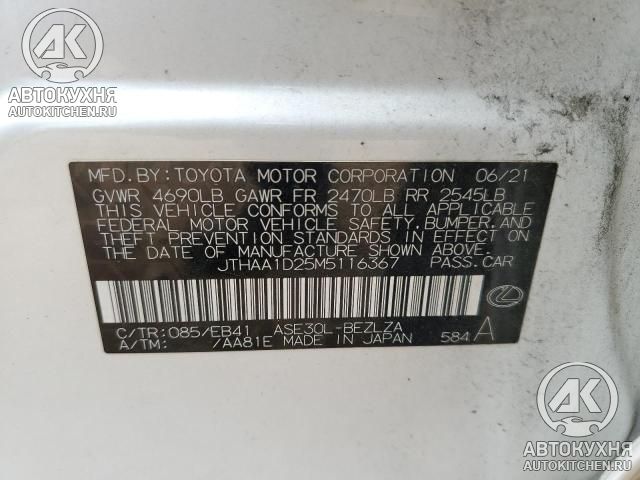 АВТОКУХНЯ
AUTOKITCHEN.RU
АВТОКУХНЯ
AUTOKITCHEN.RU
MFD.BY:TOYOTA MOTOR CORPORATION 06/21
GVWR 4690LB GAWR FR 2470LB RR 2545LB
THIS VEHICLE CONFORMS TO ALL APPLICABLE
FEDERAL MOTOR VEHICLE SAFETY,BUMPER,AND
THEFT PREVENTION STANDARDS IN EFFECT ON
THE DATE OF MANUFACTURE SHOWN ABOVE.
JTHAA1D25M5116367 PASS.CAR
C/TR:085/EB41 ASE30L-BEZLZA
A/TM: /AA81E MADE IN JAPAN 584 A
АВТОКУХНЯ
AUTOKITCHEN.RU